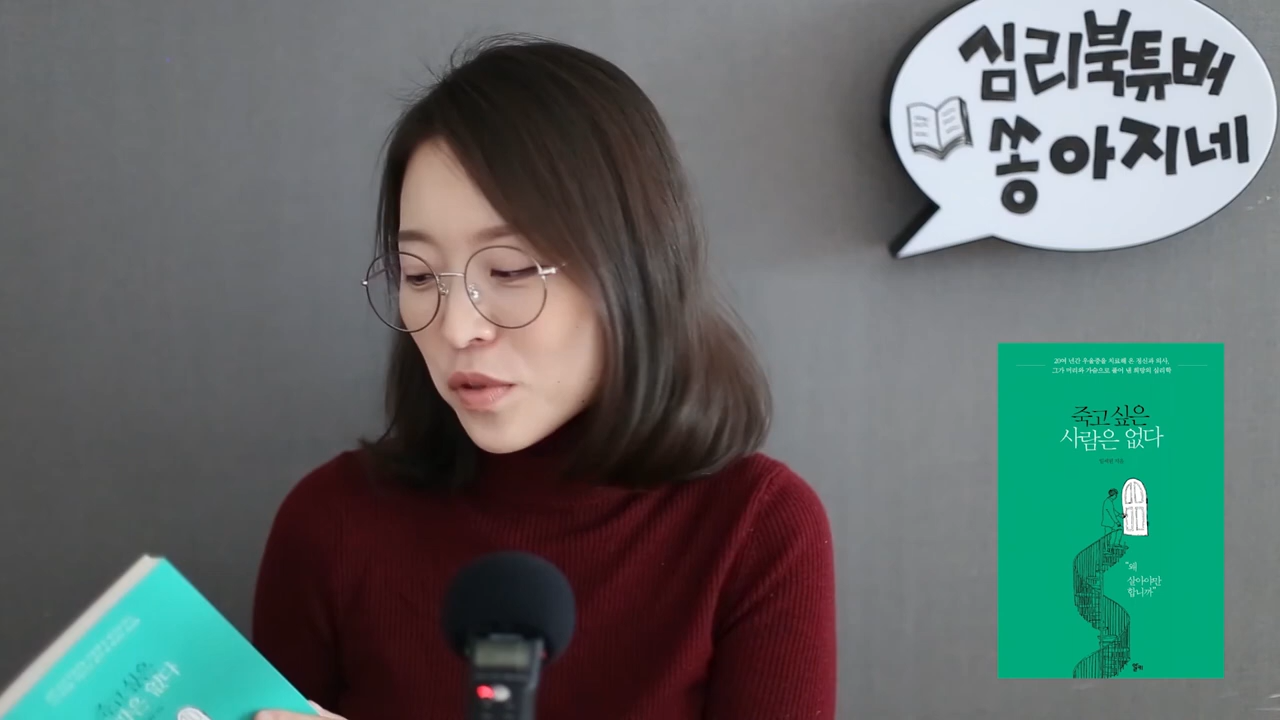 심리북튜버
쏭아지네
20여 년간 우울증을 치료해 온 정신과 의사,
그가 머리와 가슴으로 풀어 낸 희망의 심리학
죽고 싶은
사람은 없다
지음
"왜
살아야만
합니까"